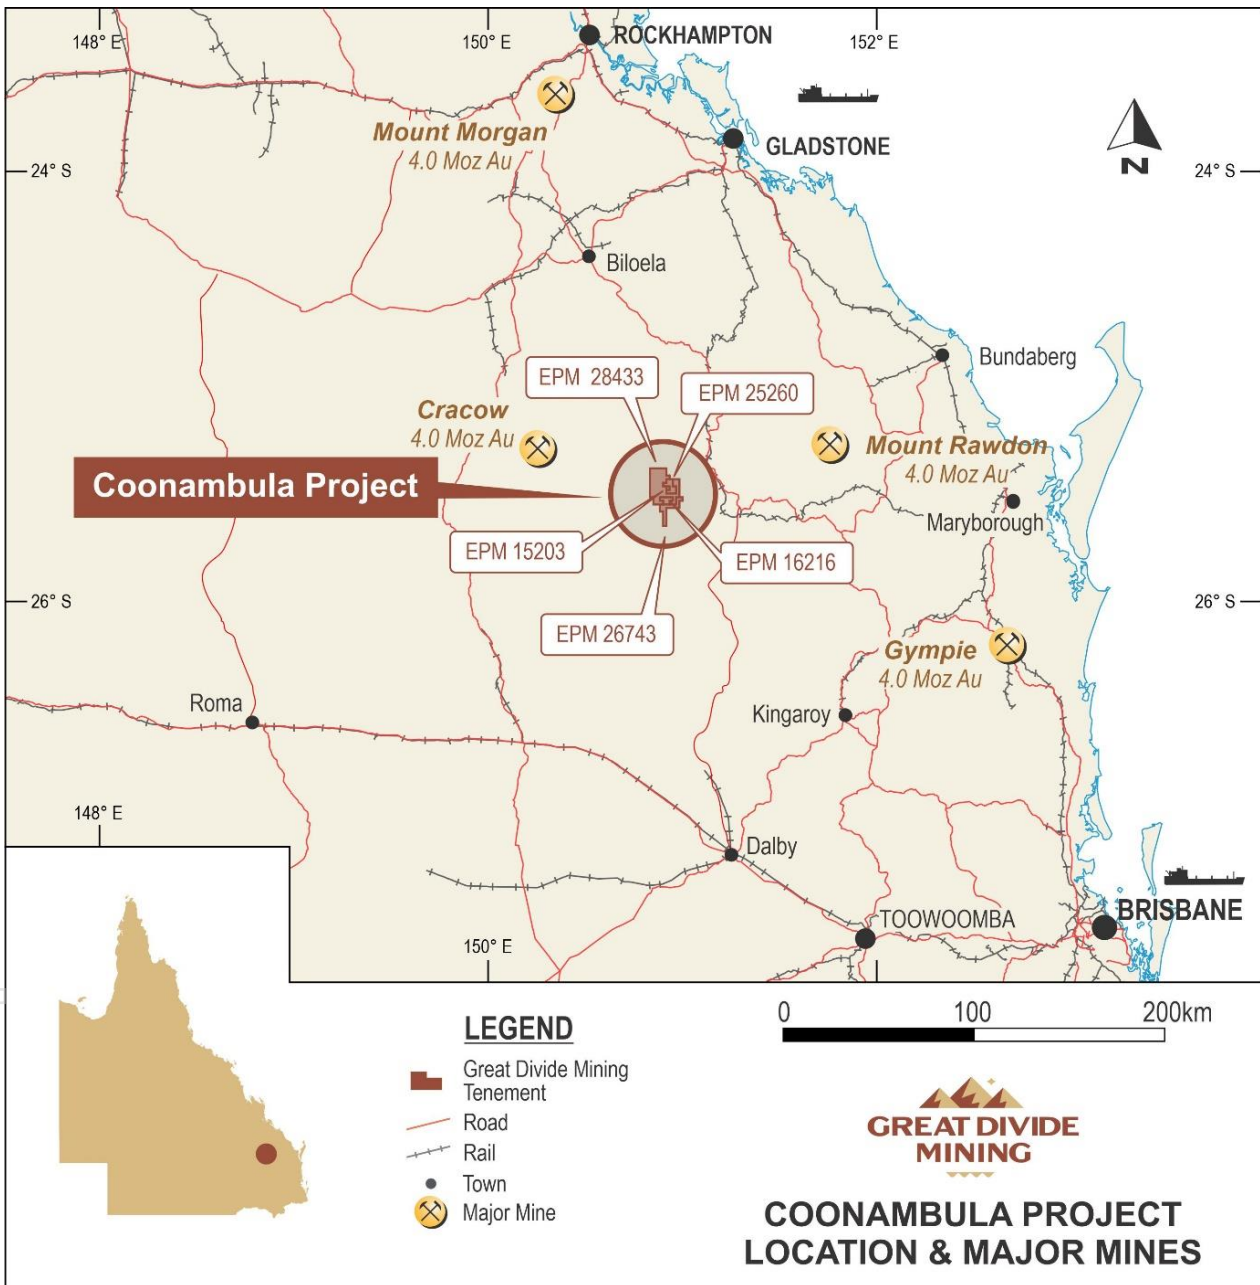 148° E
150 E
152° E
ROCKHAMPTON
Mount Morgan
4.0 Moz Au
GLADSTONE
N
24° S
24° S
Biloela
Bundaberg
EPM 28433
EPM 25260
Cracow
4.0 Moz Au
Mount Rawdon
4.0 Moz Au
Coonambula Project
Maryborough
EPM 15203
EPM 16216
26° S
26° S
EPM 26743
Gympie
4.0 Moz Au
Roma
Kingaroy
148° E
Dalby
TOOWOOMBA
BRISBANE
150° E
LEGEND
Great Divide Mining
Tenement
Road
Rail
Town
Major Mine
0 100 200km
GREAT DIVIDE
MINING
COONAMBULA PROJECT
LOCATION & MAJOR MINES